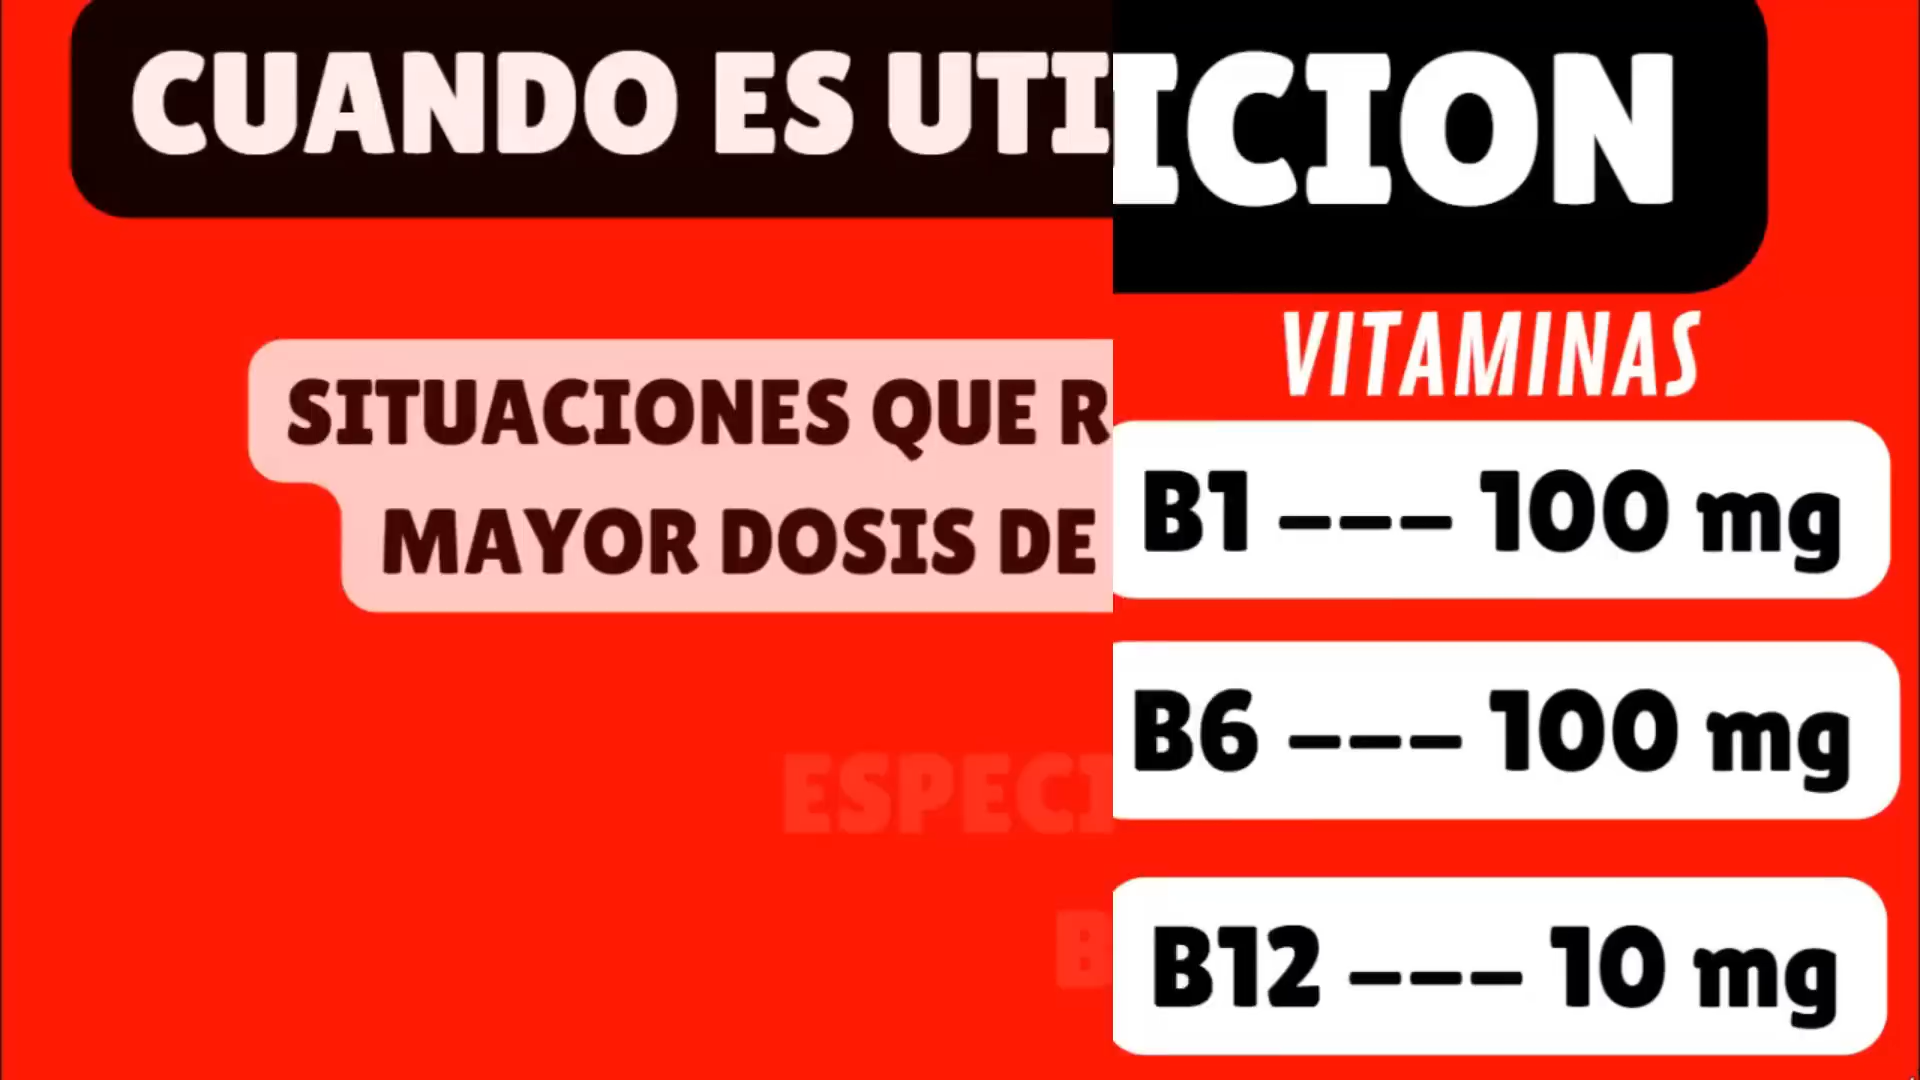 CUANDO ES UTI
SITUACIONES QUE R
MAYOR DOSIS DE
ESPECI
B
ICION
VITAMINAS
B1 --- 100 mg
B6 --- 100 mg
B12 --- 10 mg